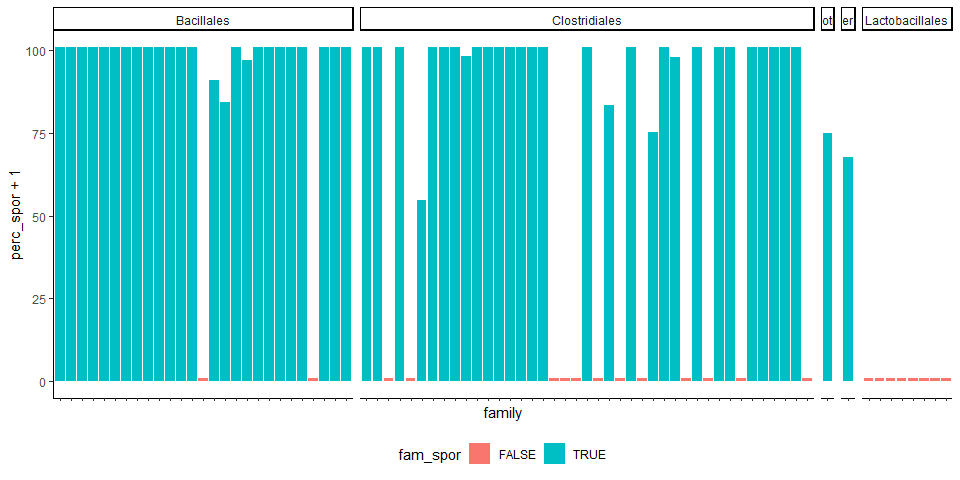 Bacillales
Clostridiales
ot
er
Lactobacillales
100
75
50
25
0
perc_spor + 1
family
fam_spor
FALSE
TRUE